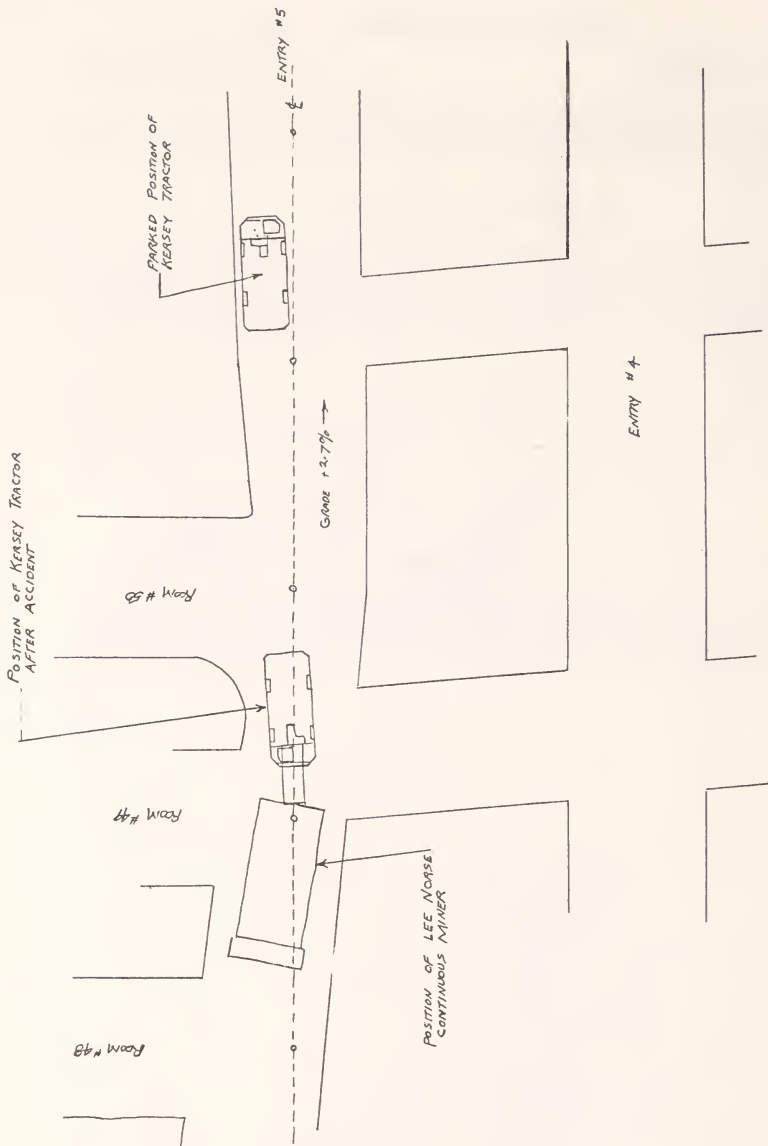 POSITION OF KERSEY TRACTOR
AFTER ACCIDENT
PARKED POSITION OF
KERSEY TRACTOR
℄ ENTRY #5
GRADE +2.7% →
ROOM #50
ROOM #49
ROOM #48
POSITION OF LEE NORSE
CONTINUOUS MINER
ENTRY #4